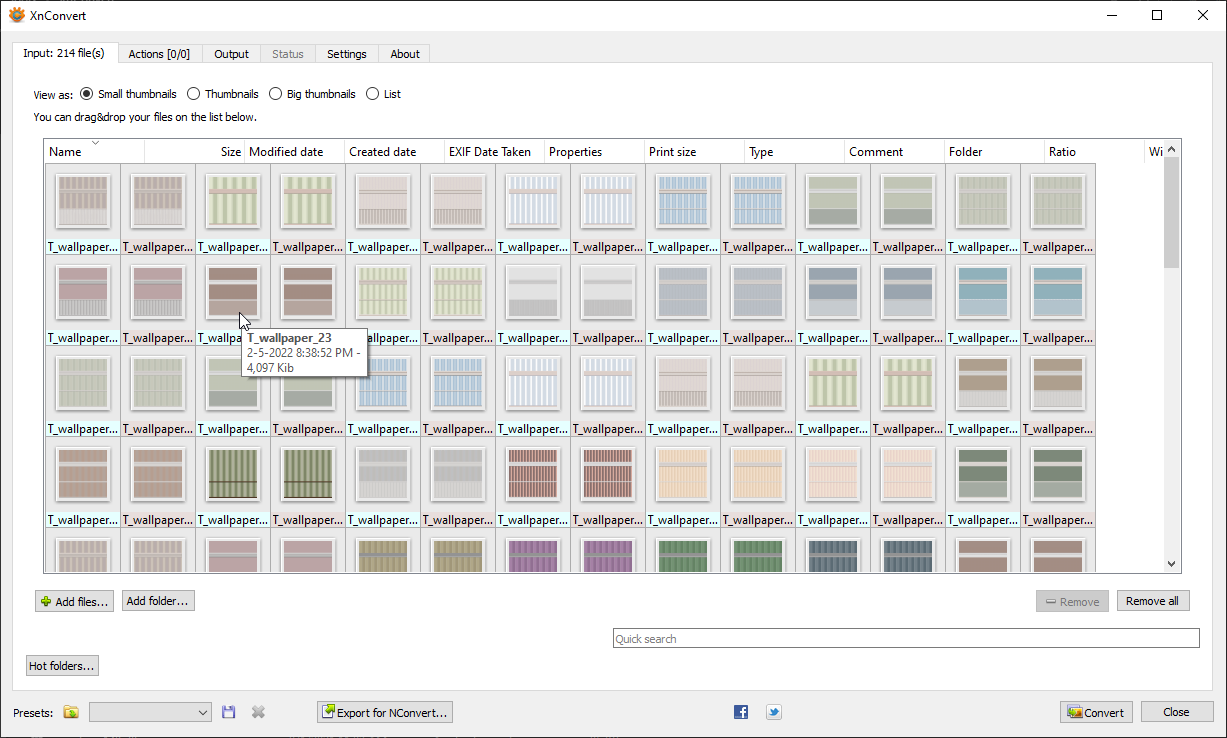 XnConvert
Input: 214 file(s) Actions [0/0] Output Status Settings About
View as: Small thumbnails Thumbnails Big thumbnails List
You can drag&drop your files on the list below.
Name Size Modified date Created date EXIF Date Taken Properties Print size Type Comment Folder Ratio Wi
T_wallpaper... T_wallpaper... T_wallpaper... T_wallpaper... T_wallpaper... T_wallpaper... T_wallpaper... T_wallpaper... T_wallpaper... T_wallpaper... T_wallpaper... T_wallpaper... T_wallpaper... T_wallpaper...
T_wallpaper... T_wallpaper... T_wa T_wallpaper... T_wallpaper... T_wallpaper... T_wallpaper... T_wallpaper... T_wallpaper... T_wallpaper... T_wallpaper... T_wallpaper...
T_wallpaper_23
2-5-2022 8:38:52 PM -
4,097 Kib
T_wallpaper... T_wallpaper... T_wallpaper... T_wallpaper... T_wallpaper... T_wallpaper... T_wallpaper... T_wallpaper... T_wallpaper... T_wallpaper... T_wallpaper... T_wallpaper... T_wallpaper... T_wallpaper...
T_wallpaper... T_wallpaper... T_wallpaper... T_wallpaper... T_wallpaper... T_wallpaper... T_wallpaper... T_wallpaper... T_wallpaper... T_wallpaper... T_wallpaper... T_wallpaper... T_wallpaper... T_wallpaper...
Add files... Add folder... Remove Remove all
Quick search
Hot folders...
Presets: Export for NConvert... Convert Close